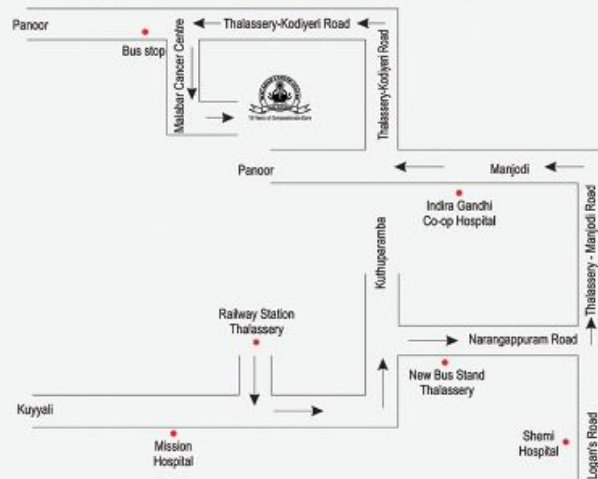 Panoor
Thalassery-Kodiyeri Road
Bus stop
Malabar Cancer Centre
Thalassery-Kodiyeri Road
Panoor
Manjodi
Indira Gandhi
Co-op Hospital
Thalassery - Manjodi Road
Kuthuparamba
Railway Station
Thalassery
Narangappuram Road
New Bus Stand
Thalassery
Kuyyali
Mission
Hospital
Shemi
Hospital
Logan's Road